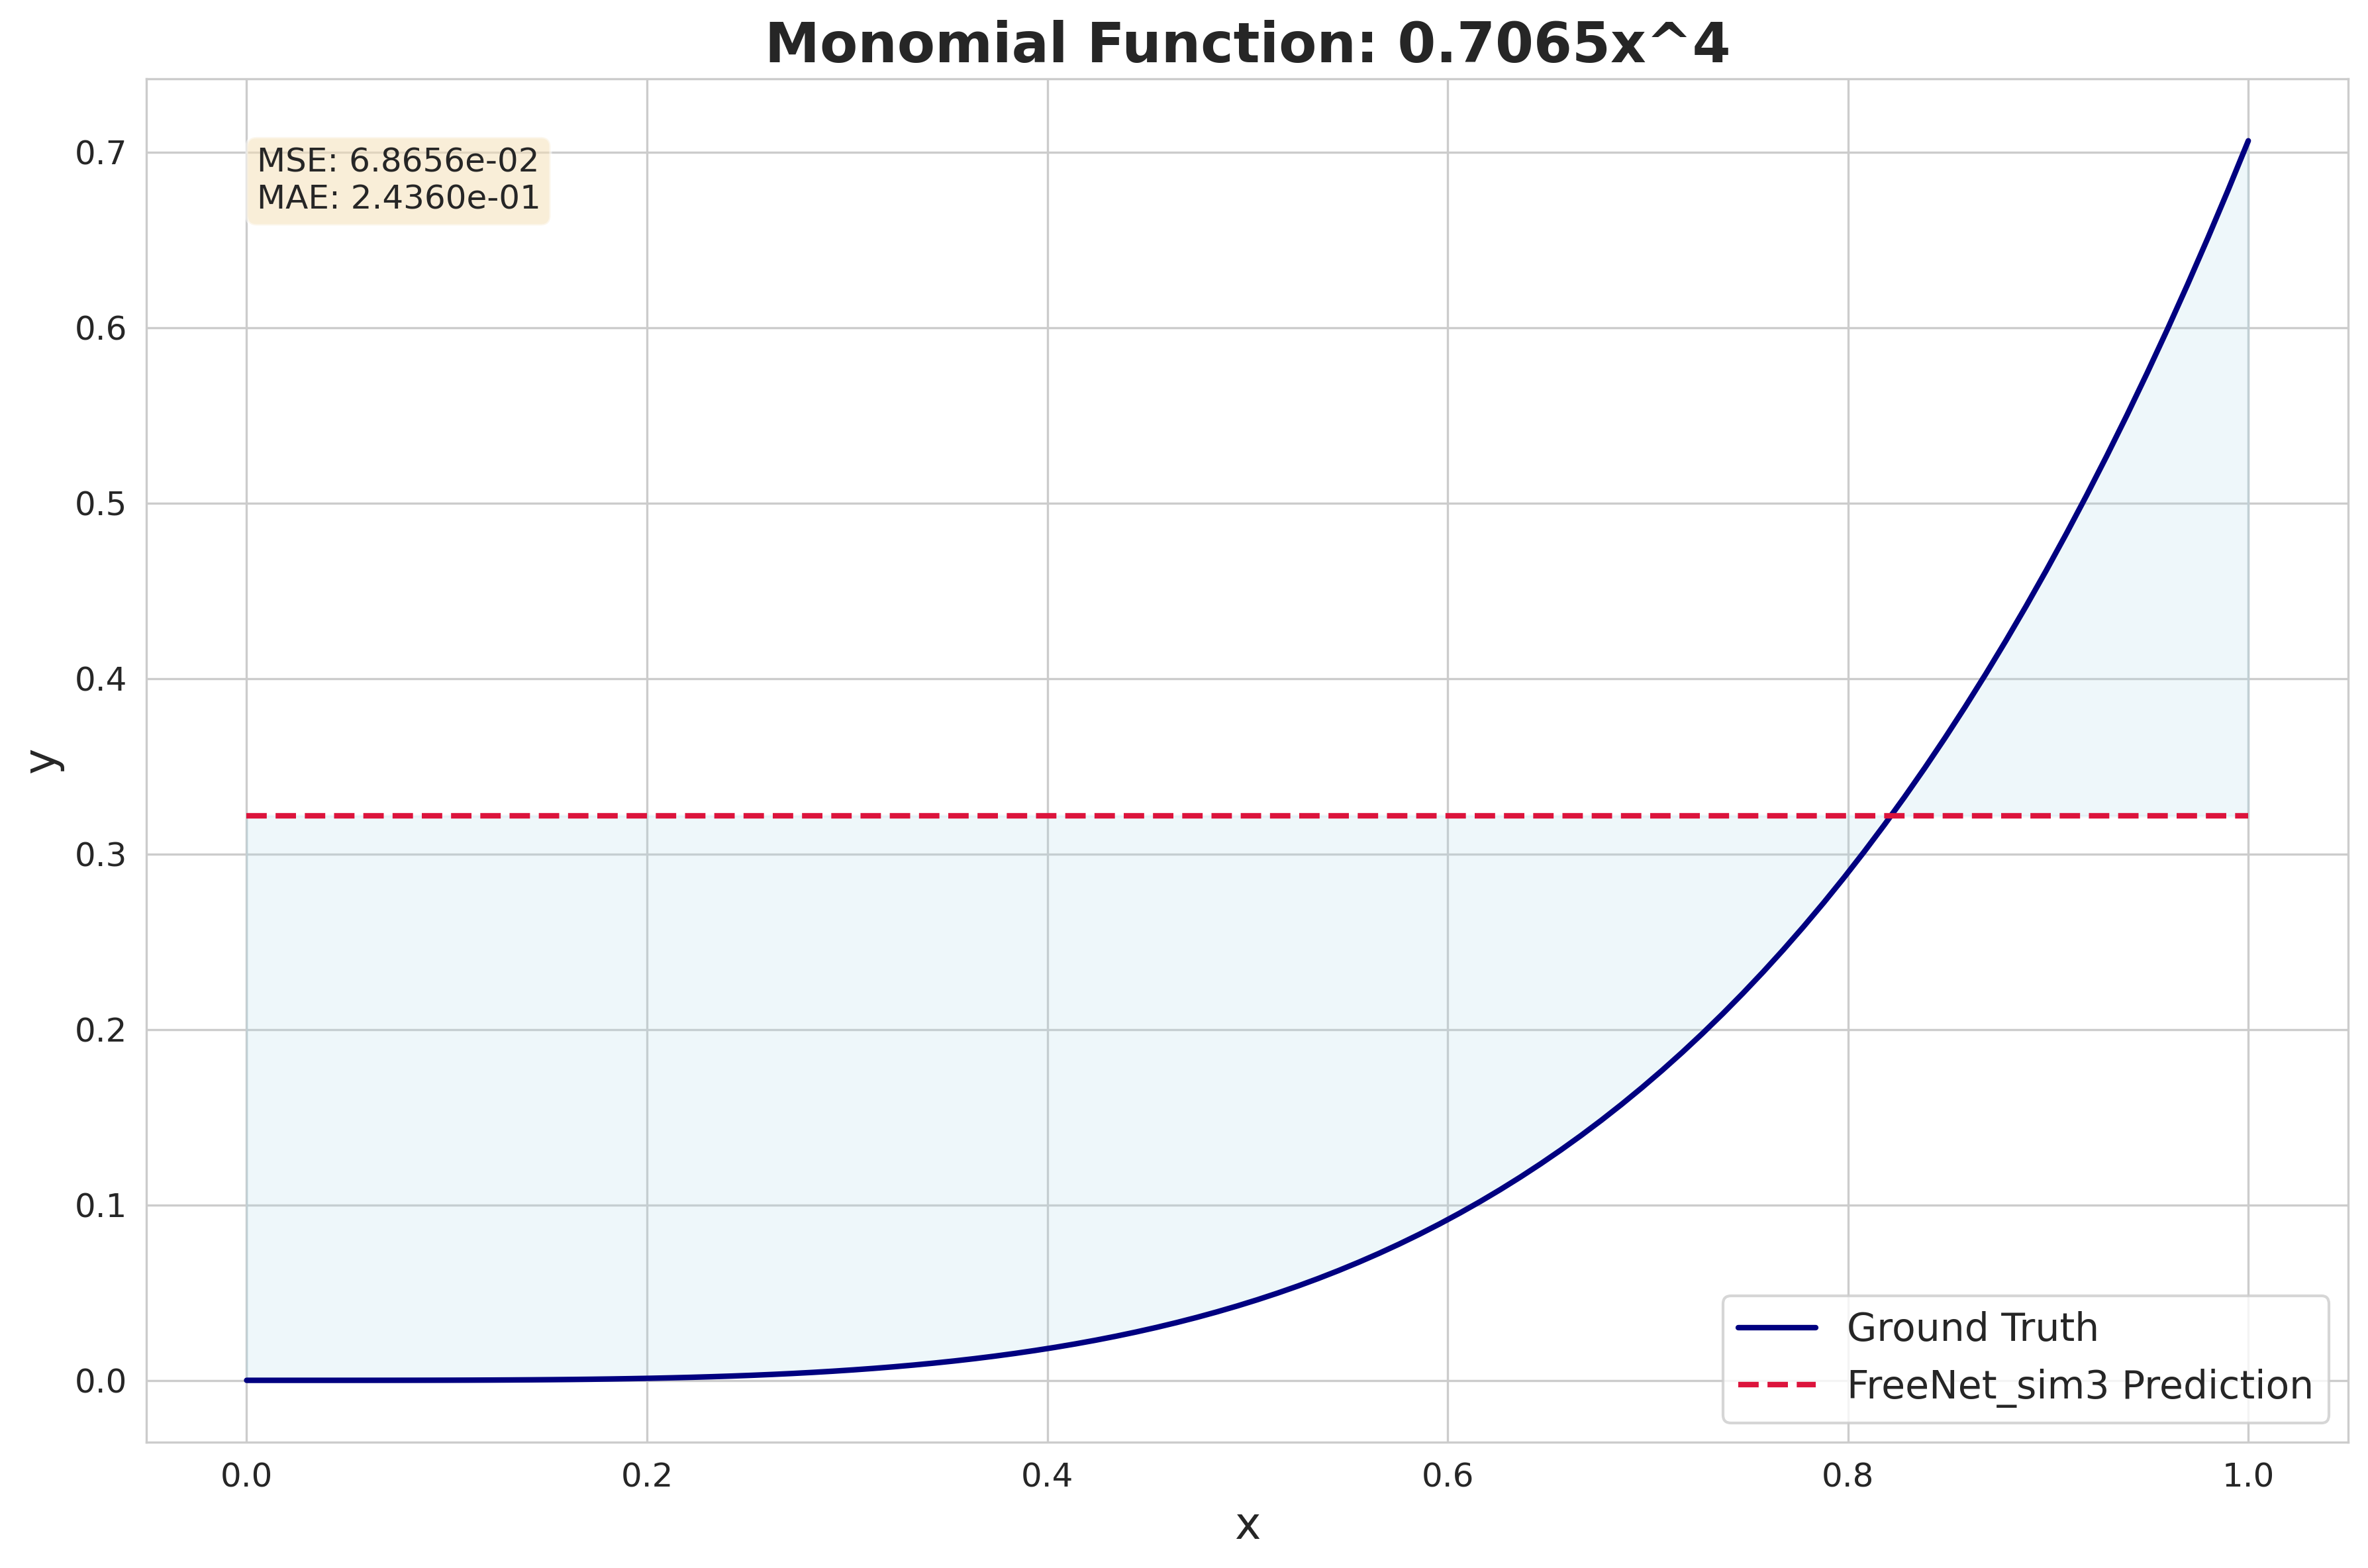 Monomial Function: 0.7065x^4
MSE: 6.8656e-02
MAE: 2.4360e-01
y
0.7
0.6
0.5
0.4
0.3
0.2
0.1
0.0
Ground Truth
FreeNet_sim3 Prediction
0.0 0.2 0.4 0.6 0.8 1.0
x